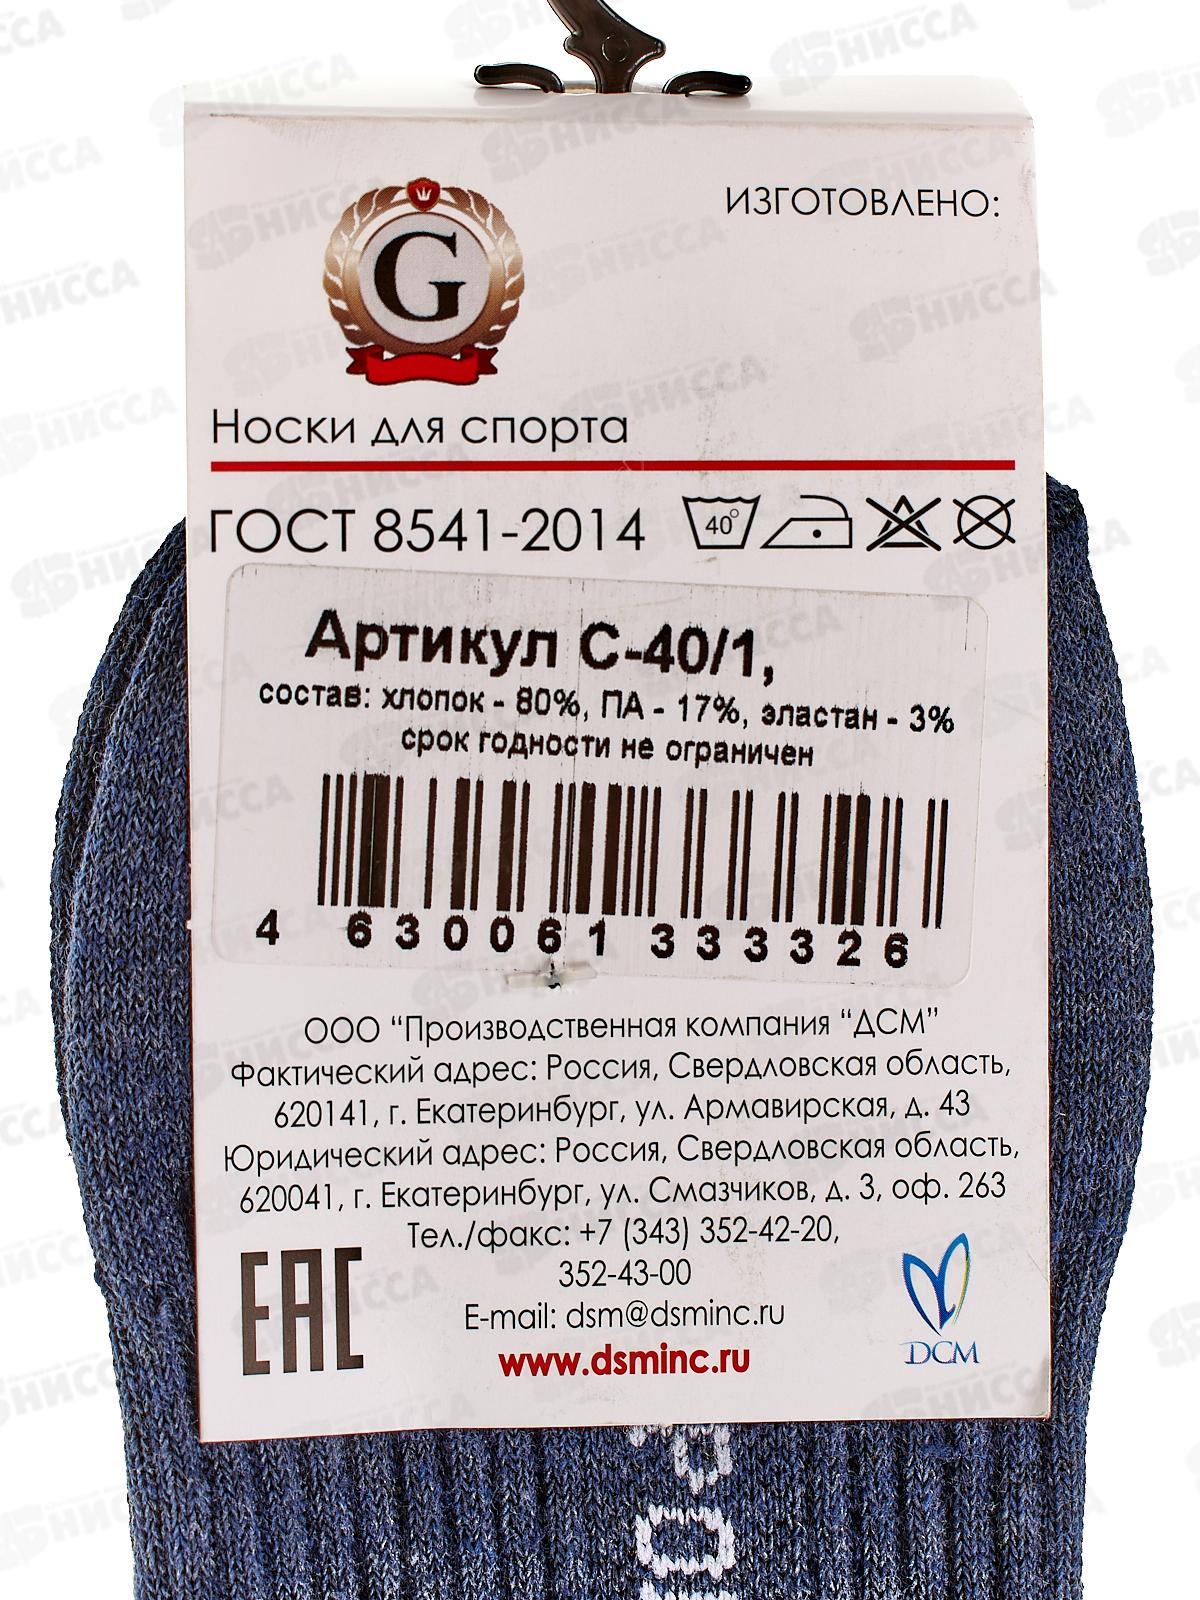 ИЗГОТОВЛЕНО:
G
Носки для спорта
ГОСТ 8541-2014
40°
Артикул С-40/1,
состав: хлопок - 80%, ПА - 17%, эластан - 3%
срок годности не ограничен
4 630061 333326
ООО “Производственная компания “ДСМ”
Фактический адрес: Россия, Свердловская область,
620141, г. Екатеринбург, ул. Армавирская, д. 43
Юридический адрес: Россия, Свердловская область,
620041, г. Екатеринбург, ул. Смазчиков, д. 3, оф. 263
Тел./факс: +7 (343) 352-42-20,
352-43-00
E-mail: dsm@dsminc.ru
www.dsminc.ru
ЕАС
DCM
НИССА